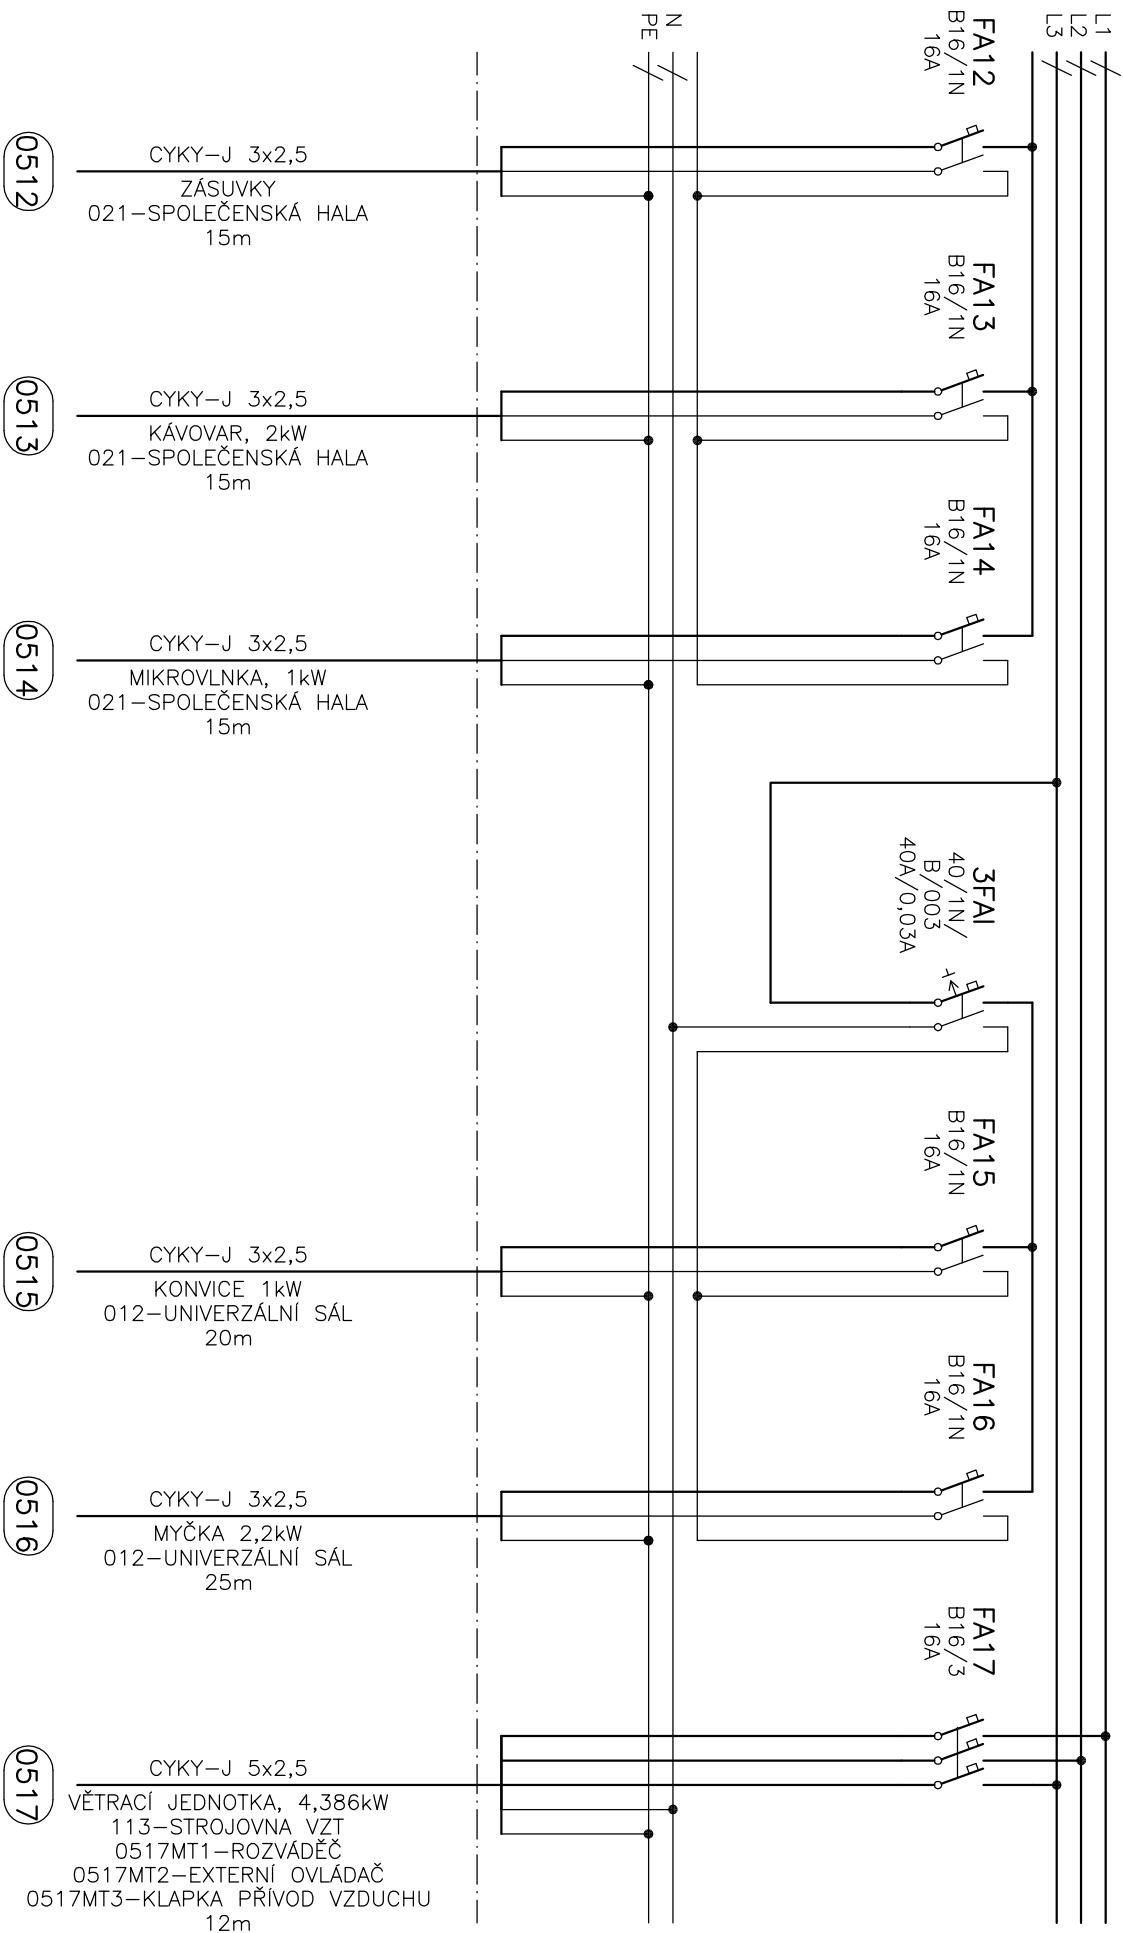 L1
L2
L3
N
PE
FA12
B16/1N
16A
CYKY-J 3x2,5
ZÁSUVKY
021-SPOLEČENSKÁ HALA
15m
0512
FA13
B16/1N
16A
CYKY-J 3x2,5
KÁVOVAR, 2kW
021-SPOLEČENSKÁ HALA
15m
0513
FA14
B16/1N
16A
CYKY-J 3x2,5
MIKROVLNKA, 1kW
021-SPOLEČENSKÁ HALA
15m
0514
3FAI
40/1N/
B/003
40A/0,03A
FA15
B16/1N
16A
CYKY-J 3x2,5
KONVICE 1kW
012-UNIVERZÁLNÍ SÁL
20m
0515
FA16
B16/1N
16A
CYKY-J 3x2,5
MYČKA 2,2kW
012-UNIVERZÁLNÍ SÁL
25m
0516
FA17
B16/3
16A
CYKY-J 5x2,5
VĚTRACÍ JEDNOTKA, 4,386kW
113-STROJOVNA VZT
0517MT1-ROZVÁDĚČ
0517MT2-EXTERNÍ OVLÁDAČ
0517MT3-KLAPKA PŘÍVOD VZDUCHU
12m
0517